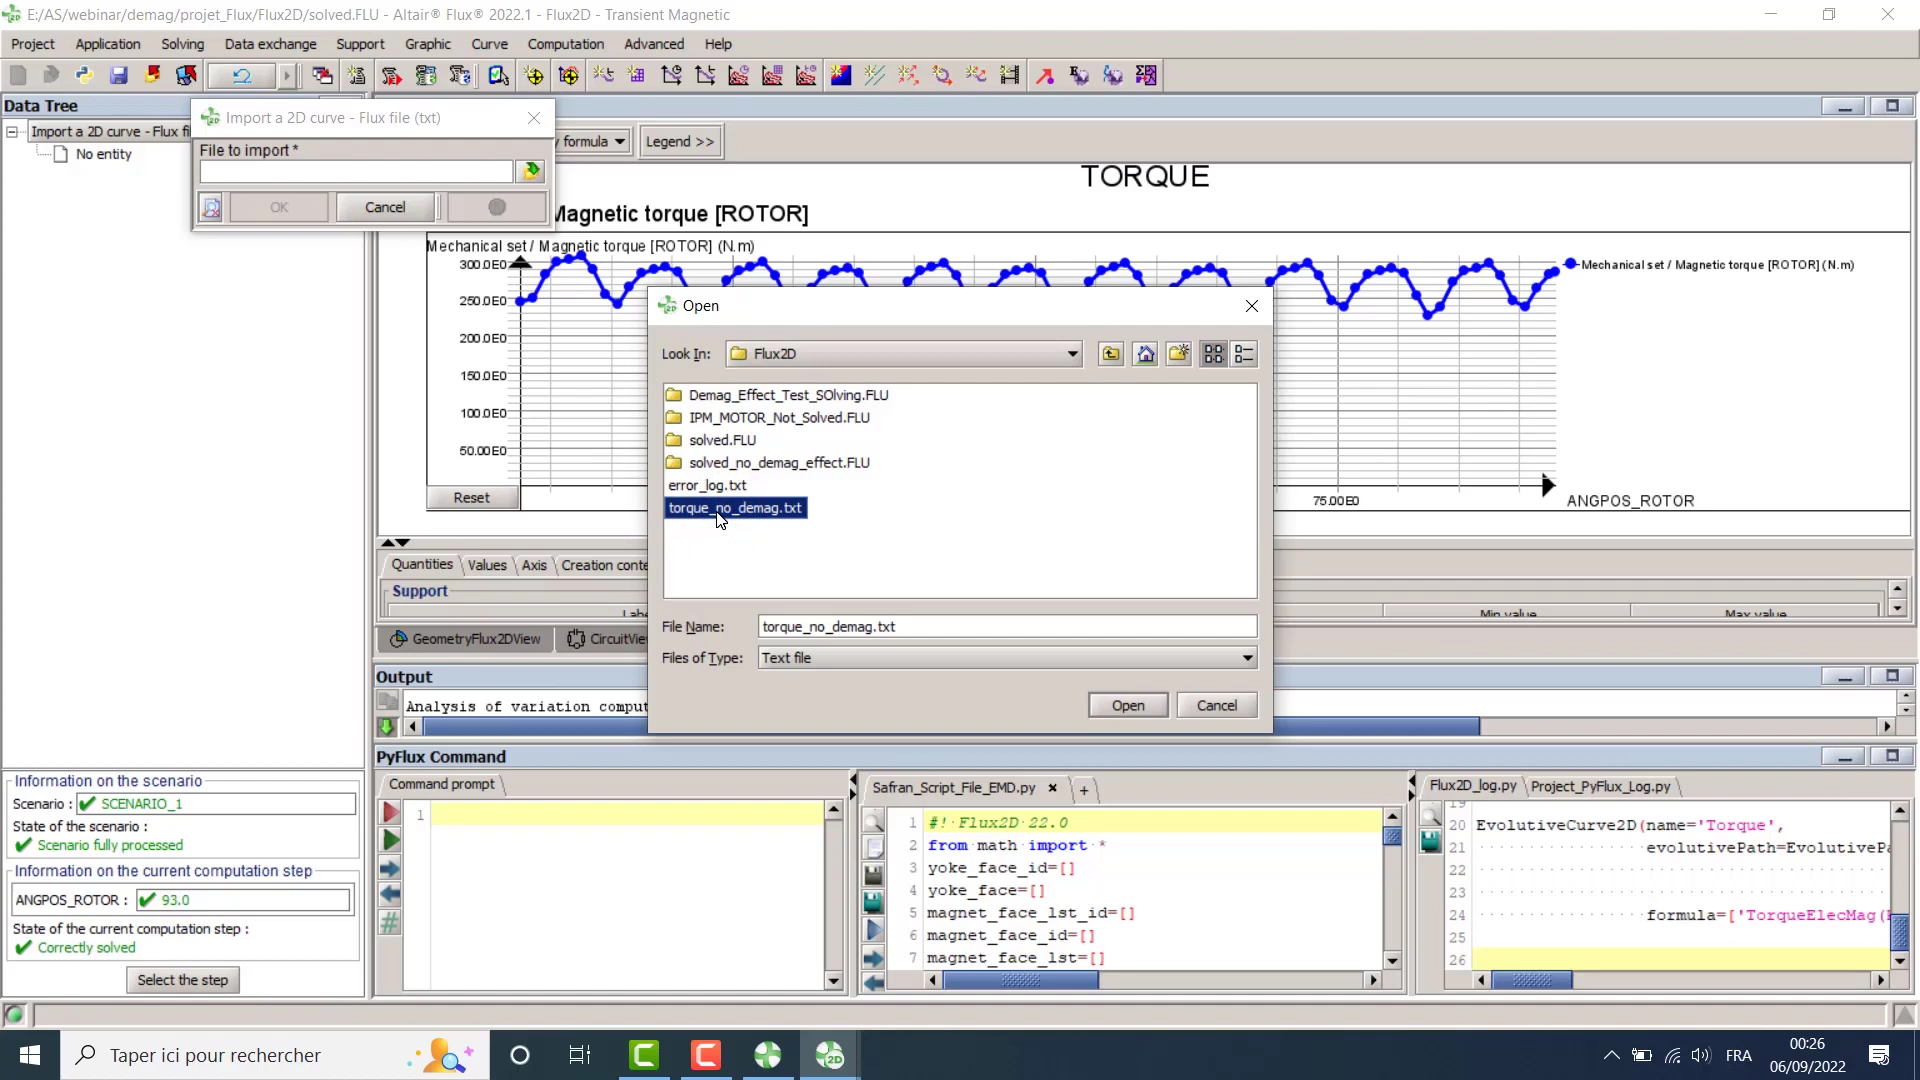 E:/AS/webinar/demag/projet_Flux/Flux2D/solved.FLU - Altair® Flux® 2022.1 - Flux2D - Transient Magnetic
Project Application Solving Data exchange Support Graphic Curve Computation Advanced Help
Data Tree
Import a 2D curve - Flux fi
No entity
Import a 2D curve - Flux file (txt)
File to import *
OK Cancel
formula Legend >>
TORQUE
Magnetic torque [ROTOR]
Mechanical set / Magnetic torque [ROTOR] (N.m)
300.0E0
250.0E0
200.0E0
150.0E0
100.0E0
50.00E0
Mechanical set / Magnetic torque [ROTOR] (N.m)
Reset
75.00E0
ANGPOS_ROTOR
Open
Look In: Flux2D
Demag_Effect_Test_SOlving.FLU
IPM_MOTOR_Not_Solved.FLU
solved.FLU
solved_no_demag_effect.FLU
error_log.txt
torque_no_demag.txt
File Name: torque_no_demag.txt
Files of Type: Text file
Open Cancel
Quantities Values Axis Creation conte
Support
Min value Max value
GeometryFlux2DView CircuitVie
Output
Analysis of variation comput
PyFlux Command
Command prompt
1
Safran_Script_File_EMD.py
1 #! Flux2D 22.0
2 from math import *
3 yoke_face_id=[]
4 yoke_face=[]
5 magnet_face_lst_id=[]
6 magnet_face_id=[]
7 magnet_face_lst=[]
Flux2D_log.py Project_PyFlux_Log.py
19
20 EvolutiveCurve2D(name='Torque',
21 evolutivePath=EvolutivePa
22
23
24 formula=['TorqueElecMag(
25
26
Information on the scenario
Scenario : SCENARIO_1
State of the scenario :
Scenario fully processed
Information on the current computation step
ANGPOS_ROTOR : 93.0
State of the current computation step :
Correctly solved
Select the step
Taper ici pour rechercher
2D
FRA
00:26
06/09/2022